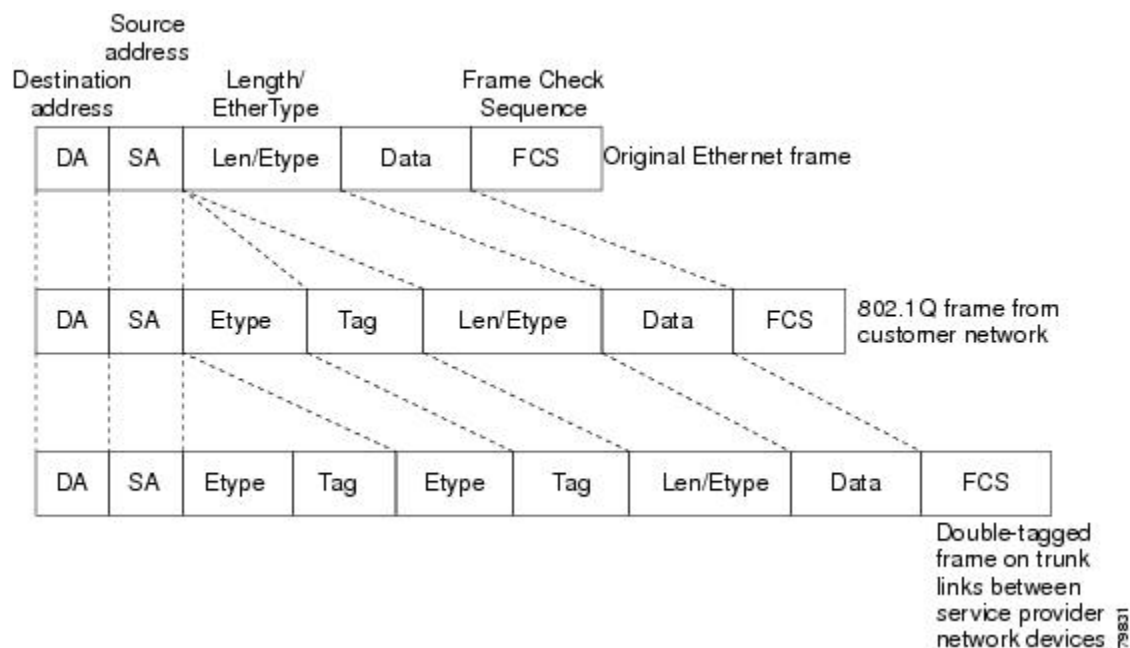 Source
address
Destination
address
Length/
EtherType
Frame Check
Sequence
DA SA Len/Etype Data FCS Original Ethernet frame
DA SA Etype Tag Len/Etype Data FCS
802.1Q frame from
customer network
DA SA Etype Tag Etype Tag Len/Etype Data FCS
Double-tagged
frame on trunk
links between
service provider
network devices
79831